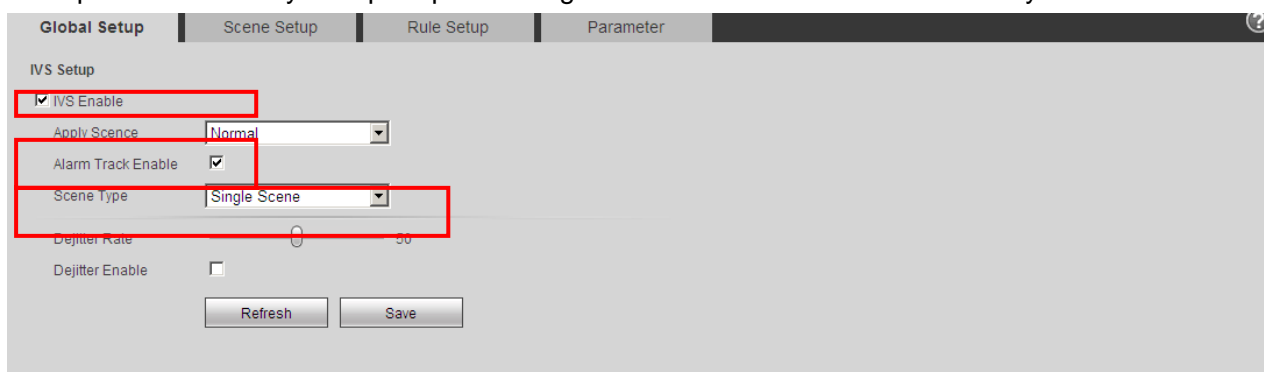 Global Setup Scene Setup Rule Setup Parameter
IVS Setup
IVS Enable
Apply Scence Normal
Alarm Track Enable
Scene Type Single Scene
Dejitter Rate 50
Dejitter Enable
Refresh Save